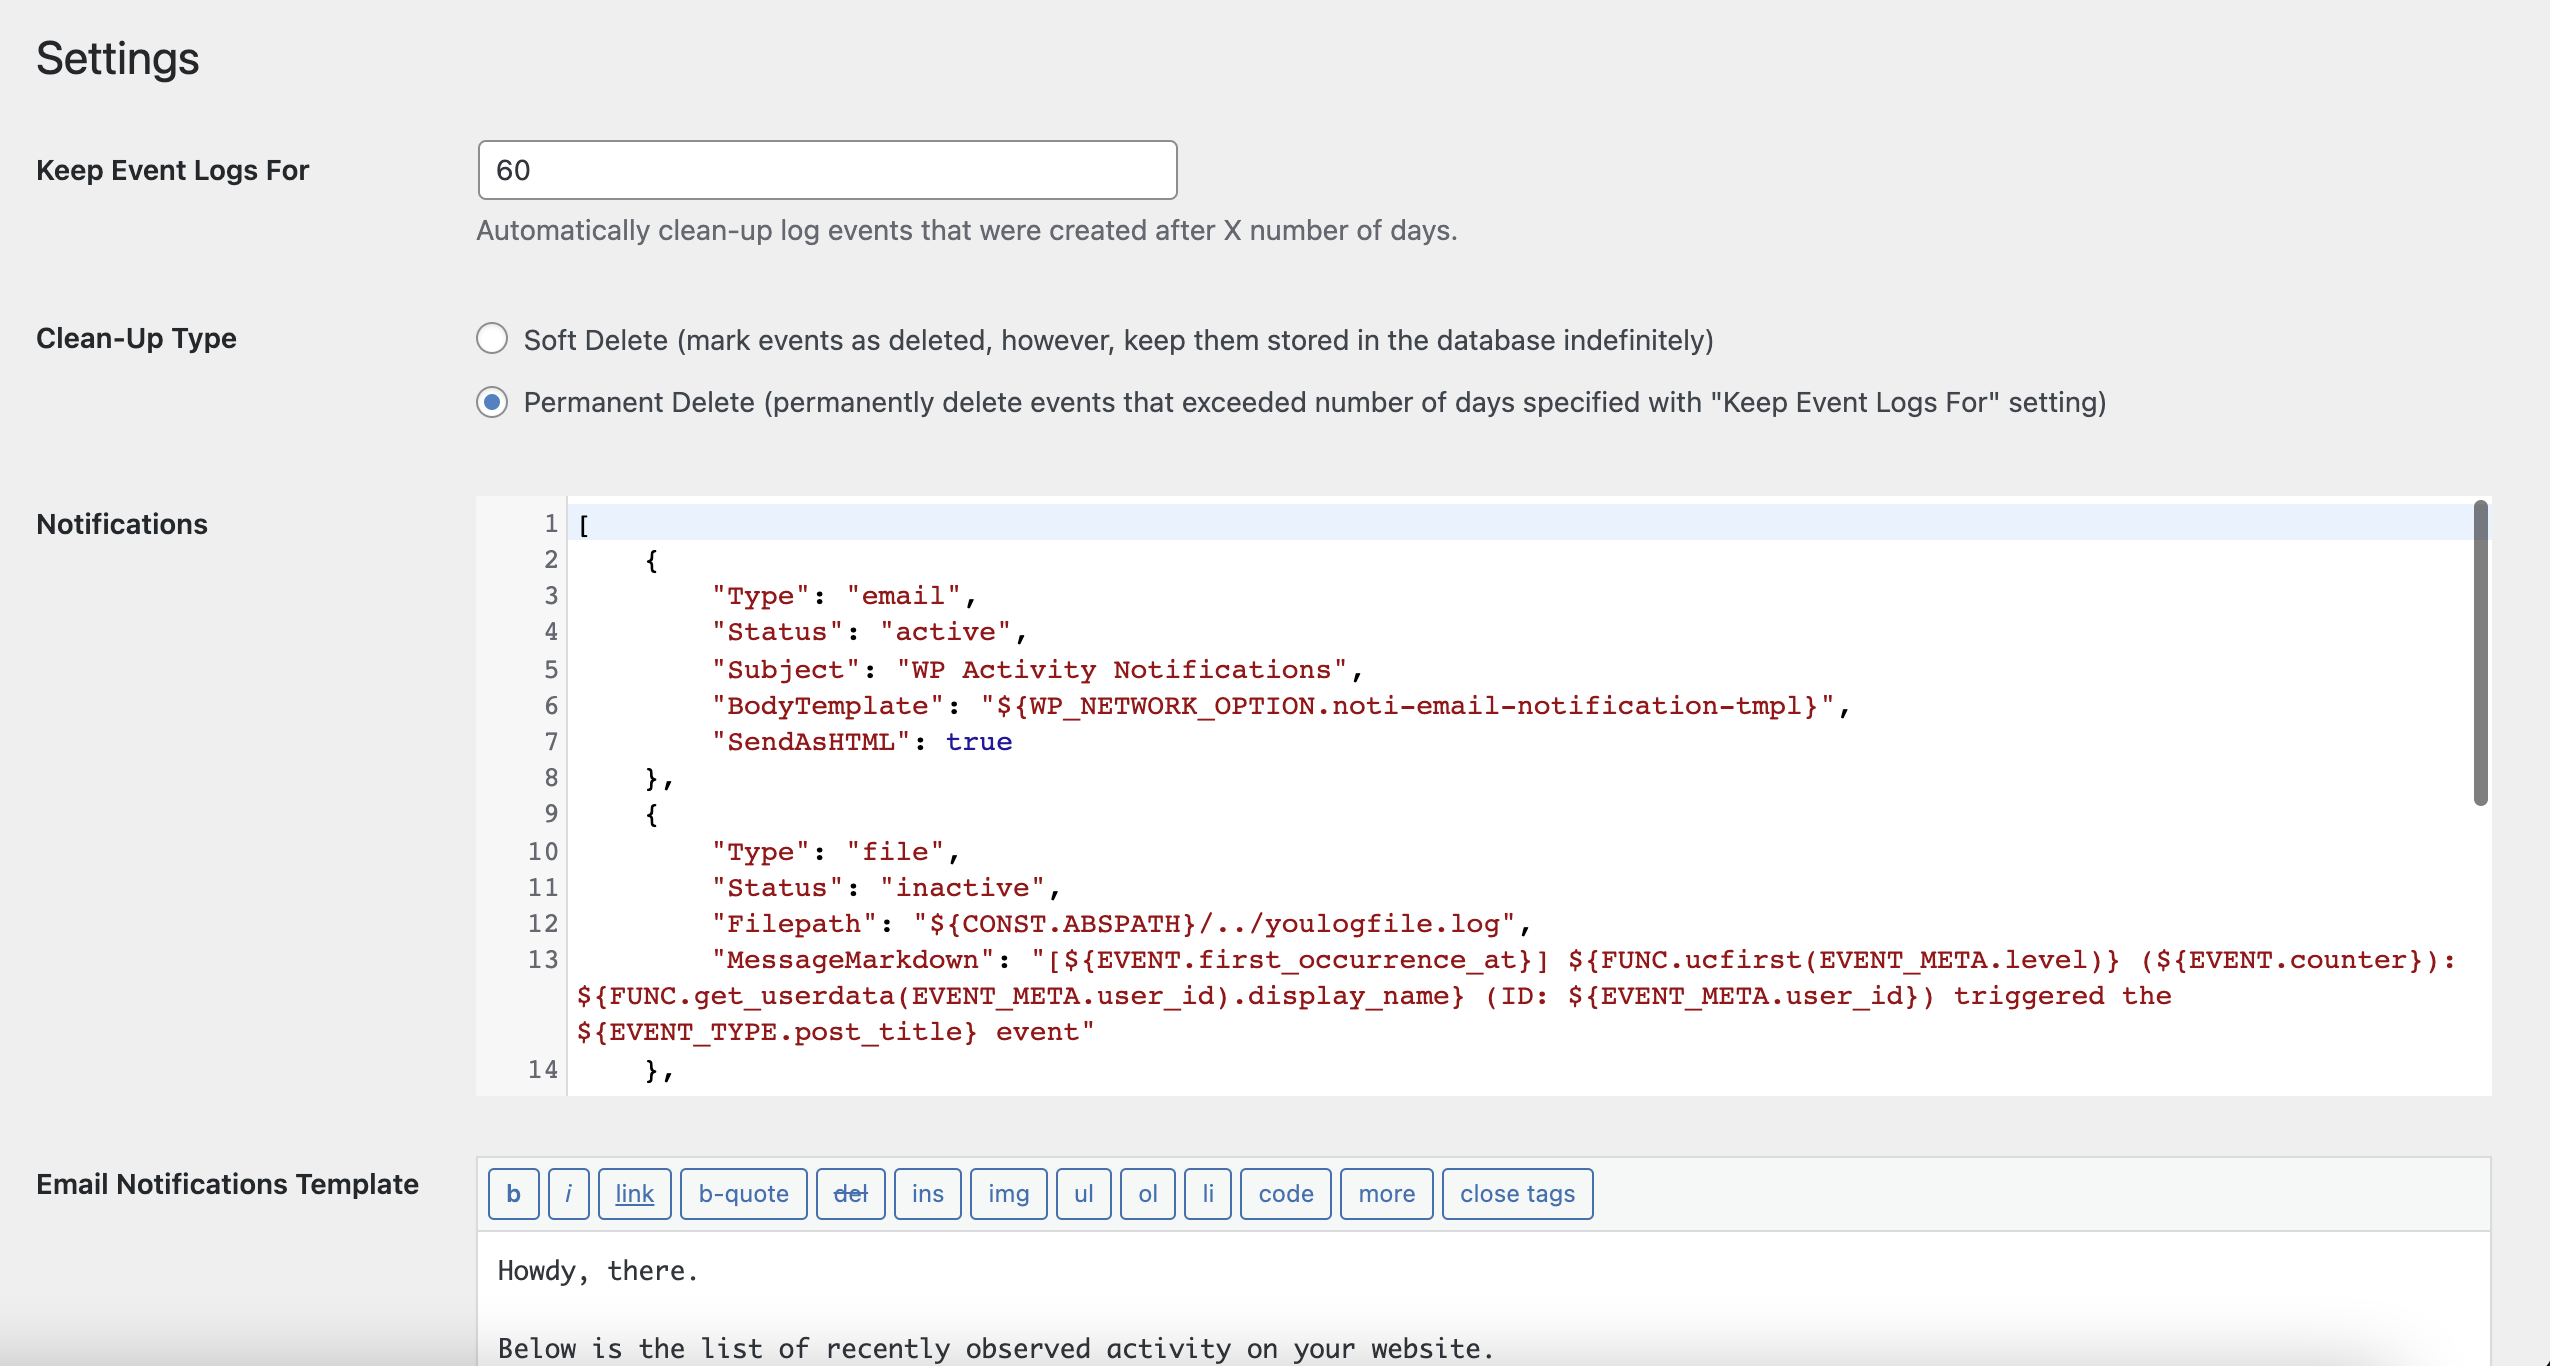 Settings
Keep Event Logs For
60
Automatically clean-up log events that were created after X number of days.
Clean-Up Type
Soft Delete (mark events as deleted, however, keep them stored in the database indefinitely)
Permanent Delete (permanently delete events that exceeded number of days specified with "Keep Event Logs For" setting)
Notifications
1 [
2 {
3 "Type": "email",
4 "Status": "active",
5 "Subject": "WP Activity Notifications",
6 "BodyTemplate": "${WP_NETWORK_OPTION.noti-email-notification-tmpl}",
7 "SendAsHTML": true
8 },
9 {
10 "Type": "file",
11 "Status": "inactive",
12 "Filepath": "${CONST.ABSPATH}/../youlogfile.log",
13 "MessageMarkdown": "[${EVENT.first_occurrence_at}] ${FUNC.ucfirst(EVENT_META.level)} (${EVENT.counter}):
${FUNC.get_userdata(EVENT_META.user_id).display_name} (ID: ${EVENT_META.user_id}) triggered the
${EVENT_TYPE.post_title} event"
14 },
Email Notifications Template
b i link b-quote del ins img ul ol li code more close tags
Howdy, there.
Below is the list of recently observed activity on your website.